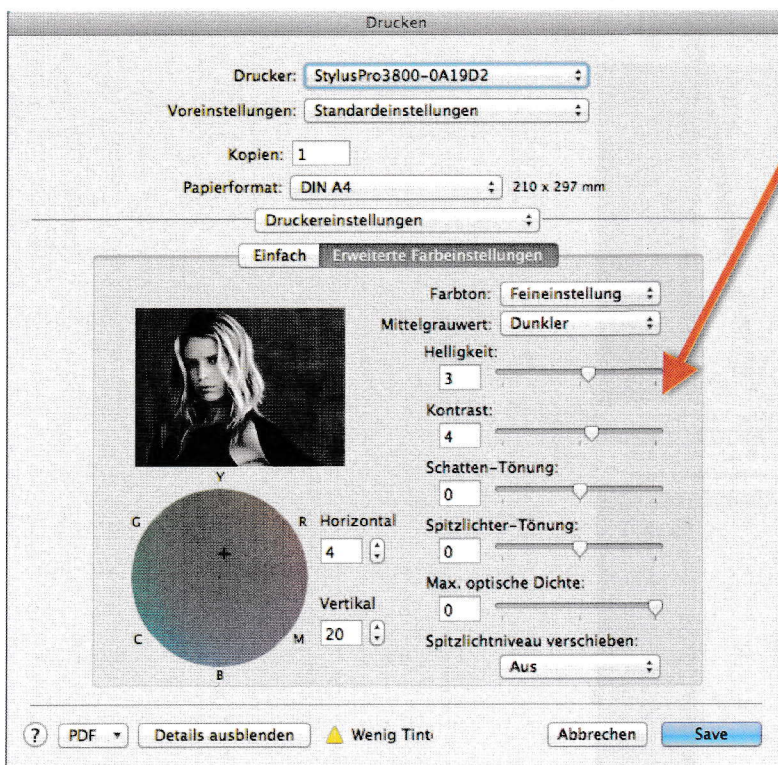 Drucken
Drucker: StylusPro3800-0A19D2
Voreinstellungen: Standardeinstellungen
Kopien: 1
Papierformat: DIN A4 210 x 297 mm
Druckereinstellungen
Einfach Erweiterte Farbeinstellungen
Farbton: Feineinstellung
Mittelgrauwert: Dunkler
Helligkeit:
3
Kontrast:
4
Schatten-Tönung:
0
Spitzlichter-Tönung:
0
Max. optische Dichte:
0
Spitzlichtniveau verschieben:
Aus
Y
G R
C M
B
Horizontal
4
Vertikal
20
? PDF Details ausblenden Wenig Tint Abbrechen Save